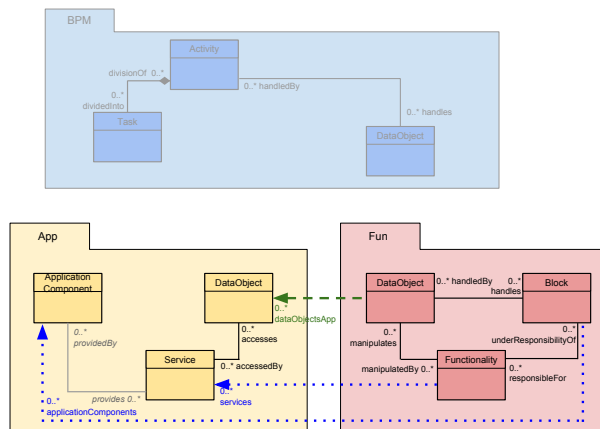 BPM
Activity
divisionOf 0..*
0..* handledBy
0..*
dividedInto
Task
0..* handles
DataObject
App
Fun
Application
Component
DataObject
DataObject
Block
0..* handledBy
0..*
handles
0..*
dataObjectsApp
0..*
providedBy
0..*
accesses
0..*
manipulates
0..*
underResponsibilityOf
Service
0..* accessedBy
Functionality
manipulatedBy 0..*
0..*
responsibleFor
provides 0..*
0..*
services
0..*
applicationComponents